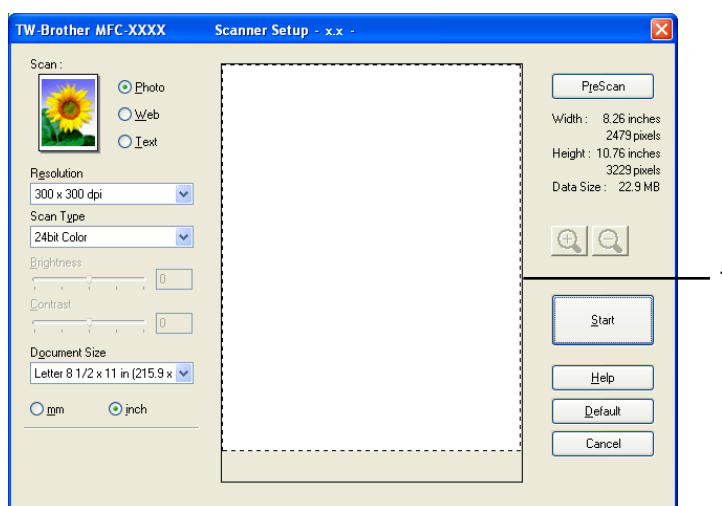 TW-Brother MFC-XXXX Scanner Setup - x.x -
Scan :
Photo
Web
Text
Resolution
300 x 300 dpi
Scan Type
24bit Color
Brightness
0
Contrast
0
Document Size
Letter 8 1/2 x 11 in (215.9 x
mm inch
PreScan
Width : 8.26 inches
2479 pixels
Height : 10.76 inches
3229 pixels
Data Size : 22.9 MB
Start
Help
Default
Cancel